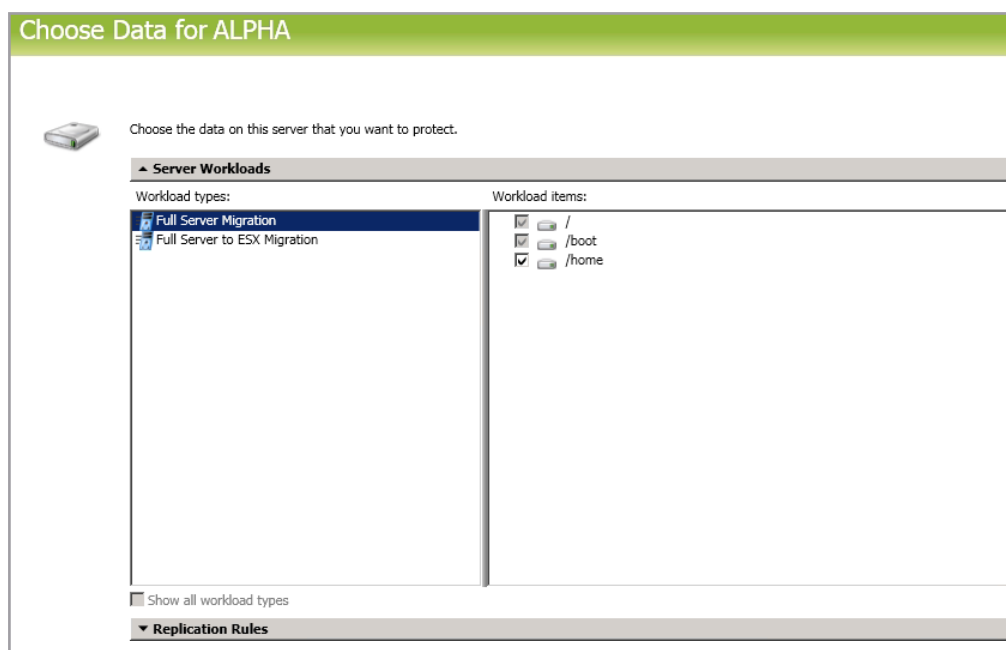 Choose Data for ALPHA
Choose the data on this server that you want to protect.
Server Workloads
Workload types:
Workload items:
Full Server Migration
Full Server to ESX Migration
/
/boot
/home
Show all workload types
Replication Rules